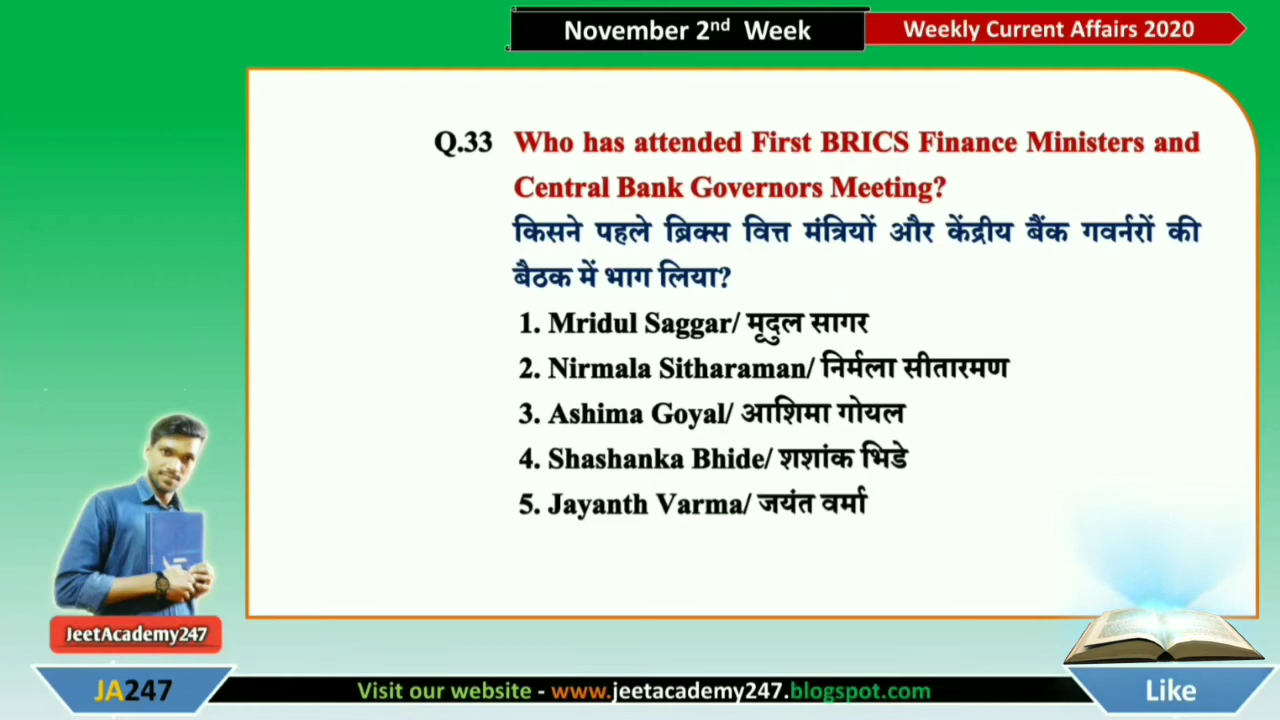 November 2nd Week
Weekly Current Affairs 2020
Q.33 Who has attended First BRICS Finance Ministers and
Central Bank Governors Meeting?
किसने पहले ब्रिक्स वित्त मंत्रियों और केंद्रीय बैंक गवर्नरों की
बैठक में भाग लिया?
1. Mridul Saggar/ मृदुल सागर
2. Nirmala Sitharaman/ निर्मला सीतारमण
3. Ashima Goyal/ आशिमा गोयल
4. Shashanka Bhide/ शशांक भिडे
5. Jayanth Varma/ जयंत वर्मा
JeetAcademy247
JA247
Visit our website - www.jeetacademy247.blogspot.com
Like